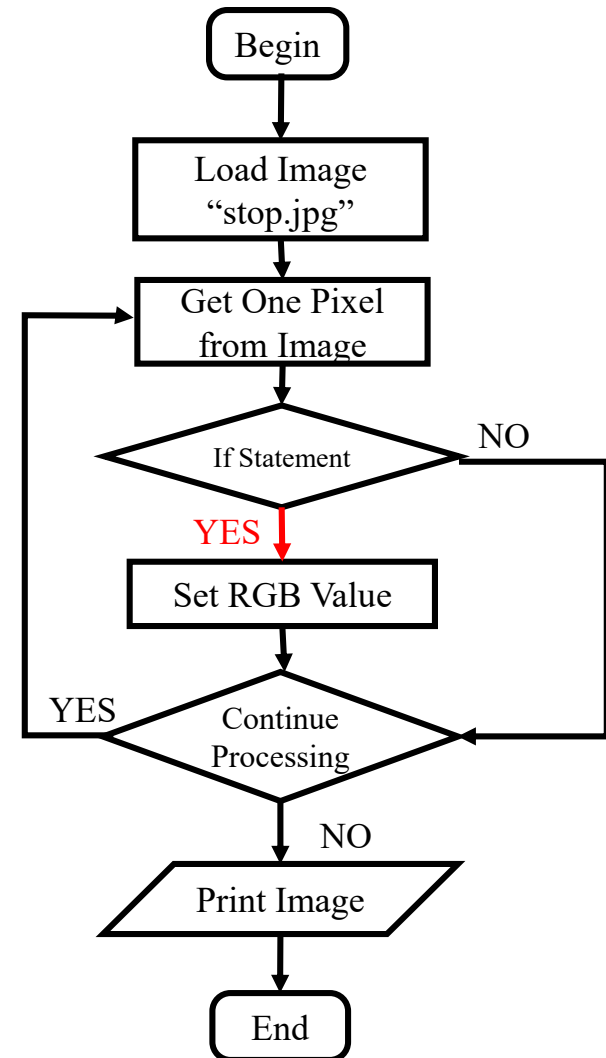 Begin
Load Image
“stop.jpg”
Get One Pixel
from Image
If Statement
NO
YES
Set RGB Value
YES
Continue
Processing
NO
Print Image
End